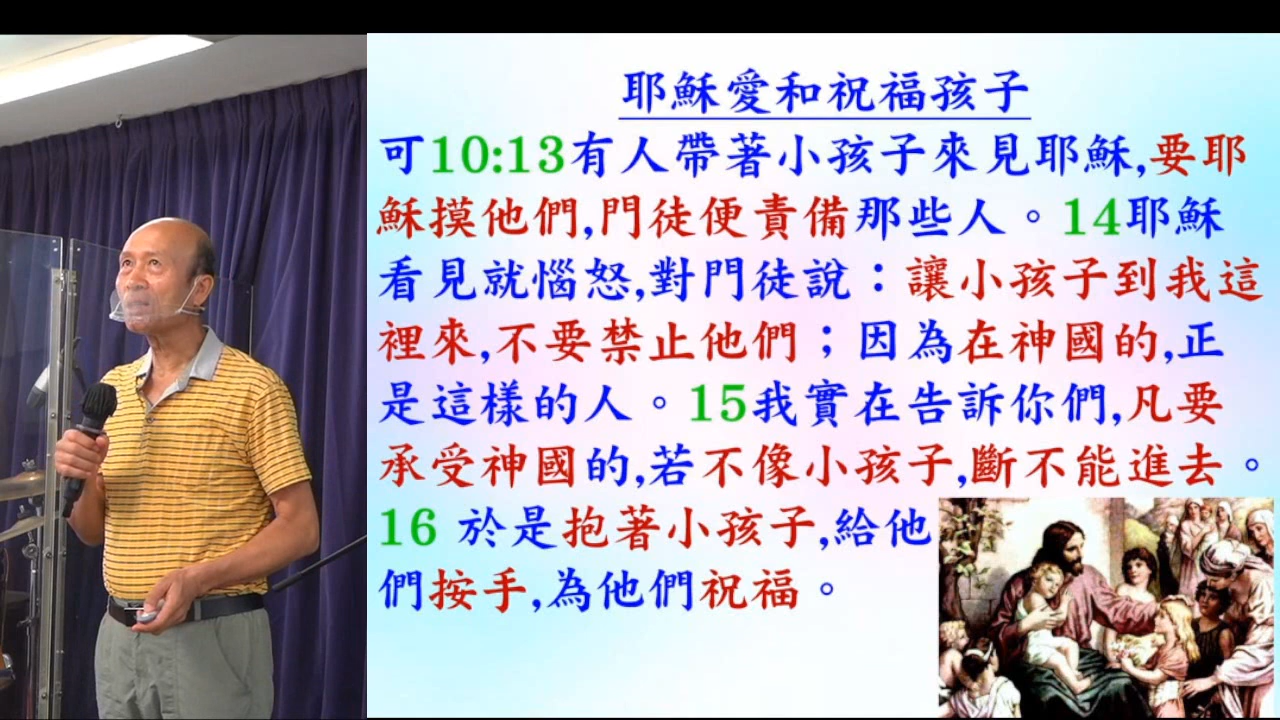 耶穌愛和祝福孩子
可10:13有人帶著小孩子來見耶穌,要耶
穌摸他們,門徒便責備那些人。14耶穌
看見就惱怒,對門徒說：讓小孩子到我這
裡來,不要禁止他們；因為在神國的,正
是這樣的人。15我實在告訴你們,凡要
承受神國的,若不像小孩子,斷不能進去。
16 於是抱著小孩子,給他
們按手,為他們祝福。